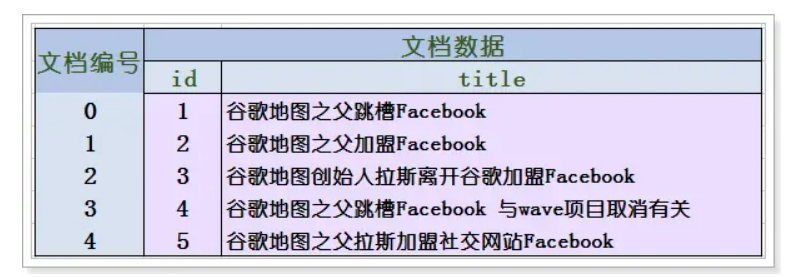 文档编号 文档数据
id title
0 1 谷歌地图之父跳槽Facebook
1 2 谷歌地图之父加盟Facebook
2 3 谷歌地图创始人拉斯离开谷歌加盟Facebook
3 4 谷歌地图之父跳槽Facebook 与wave项目取消有关
4 5 谷歌地图之父拉斯加盟社交网站Facebook